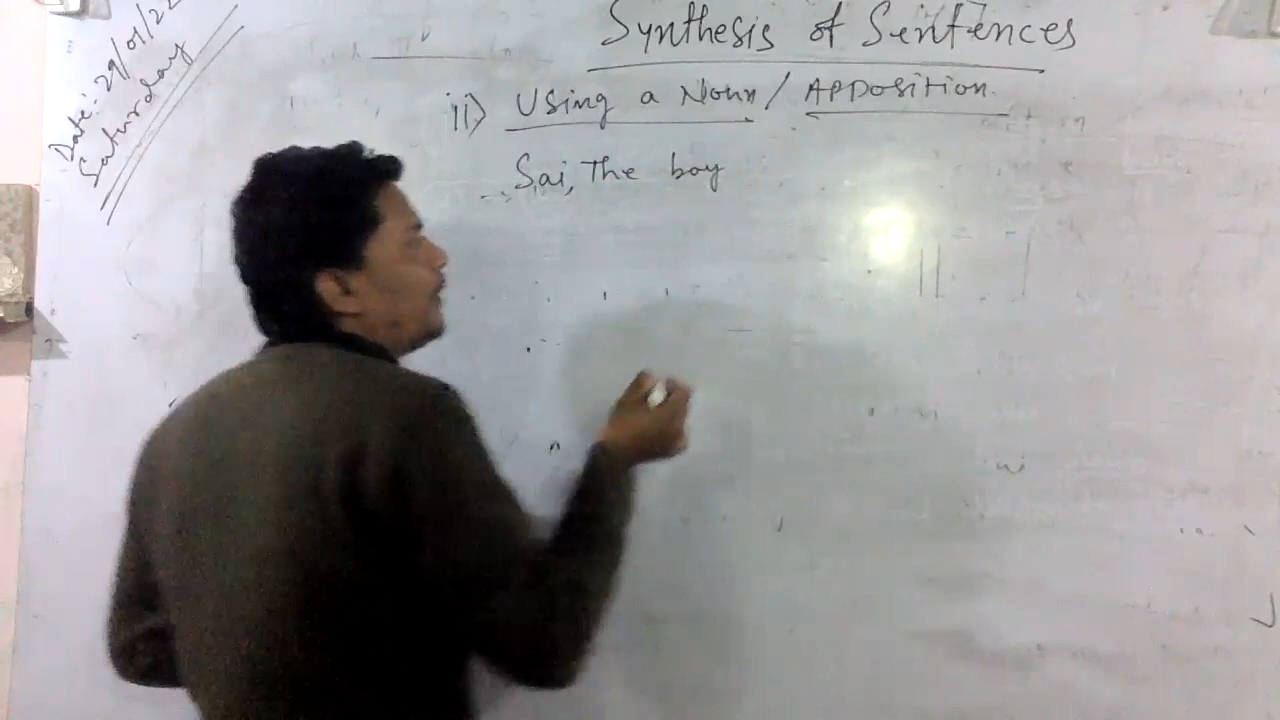 Date: 29/01/22
Saturday
Synthesis of Sentences
ii) Using a Noun / APPOSITION.
Sai, The boy